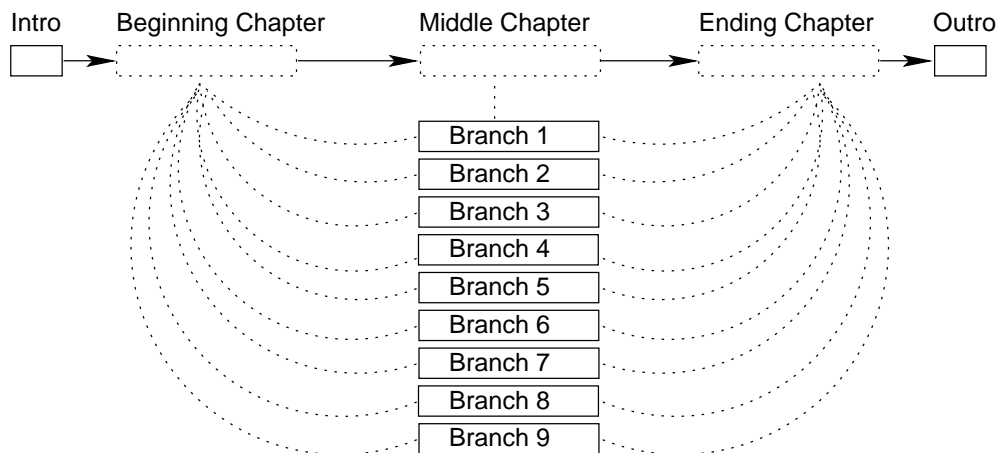 Intro Beginning Chapter Middle Chapter Ending Chapter Outro
Branch 1
Branch 2
Branch 3
Branch 4
Branch 5
Branch 6
Branch 7
Branch 8
Branch 9